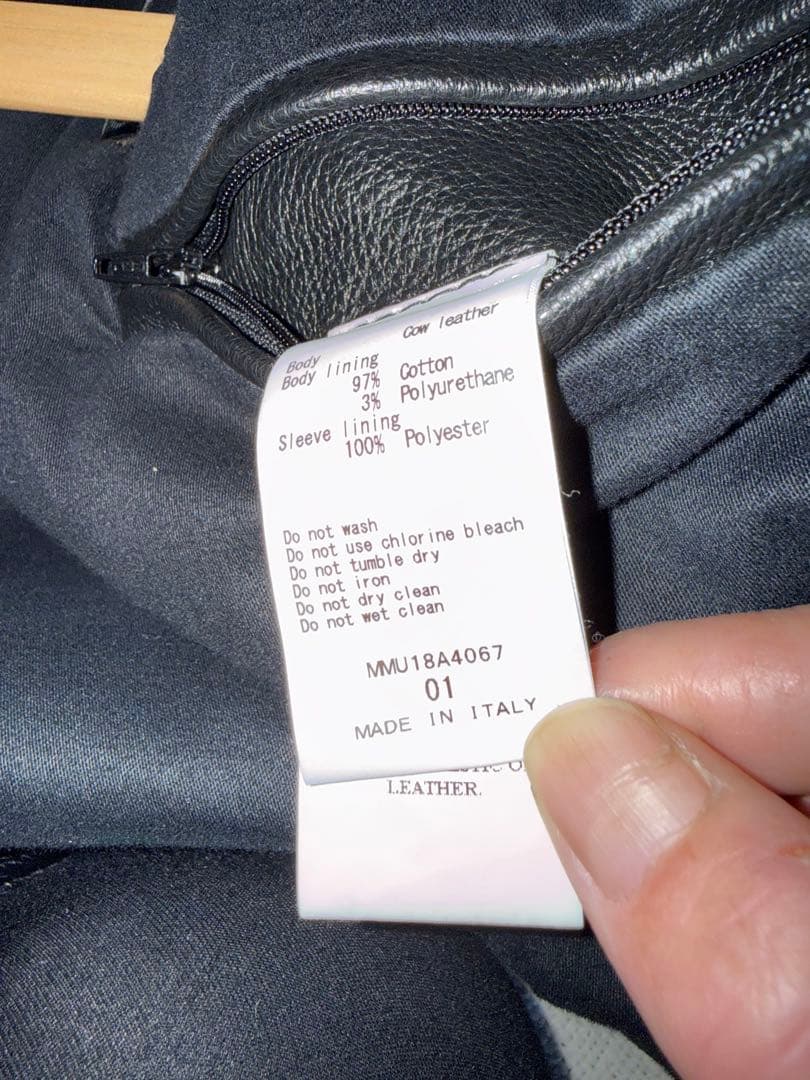 Body Cow leather
Body lining
97% Cotton
3% Polyurethane
Sleeve lining
100% Polyester
Do not wash
Do not use chlorine bleach
Do not tumble dry
Do not iron
Do not dry clean
Do not wet clean
MMU18A4067
01
MADE IN ITALY
LEATHER.